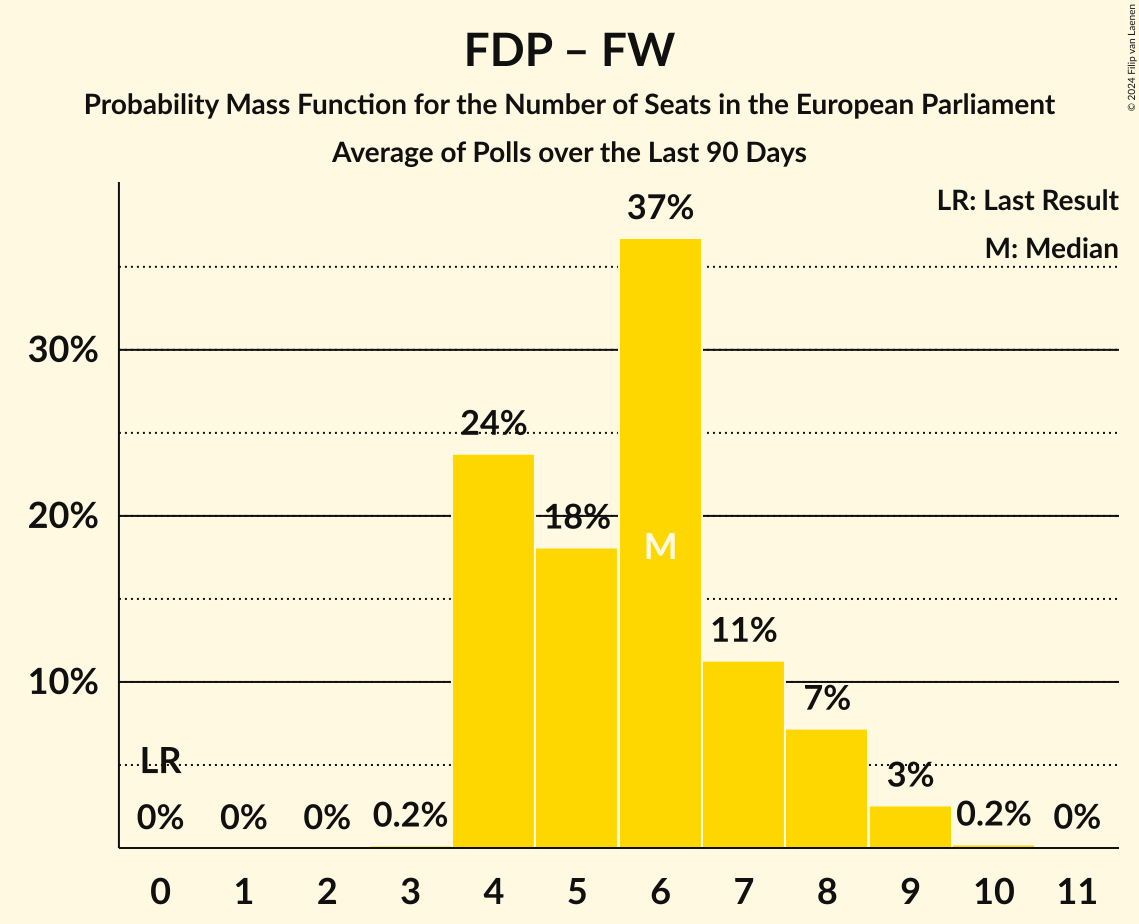 FDP – FW
Probability Mass Function for the Number of Seats in the European Parliament
Average of Polls over the Last 90 Days
© 2024 Filip van Laenen
LR: Last Result
M: Median
37%
30%
24%
20%
18%
M
11%
10%
7%
LR
3%
0% 0% 0% 0.2% 0.2% 0%
0 1 2 3 4 5 6 7 8 9 10 11